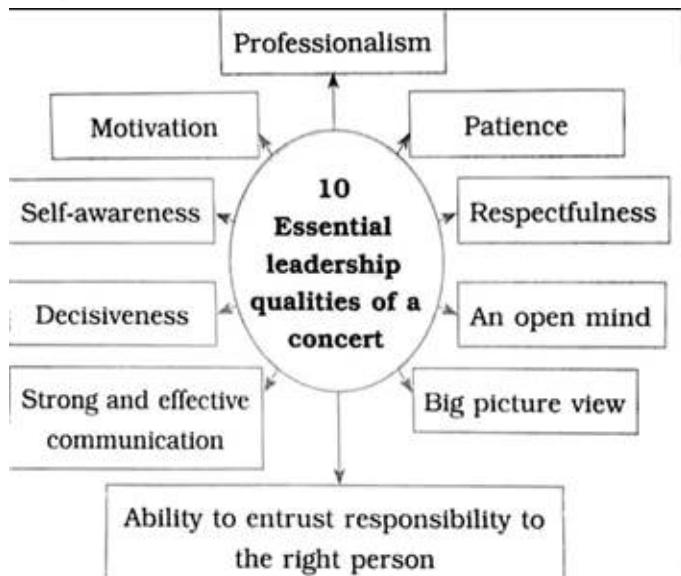 Professionalism
Motivation
Patience
Self-awareness
10
Essential
leadership
qualities of a
concert
Respectfulness
Decisiveness
An open mind
Strong and effective
communication
Big picture view
Ability to entrust responsibility to
the right person